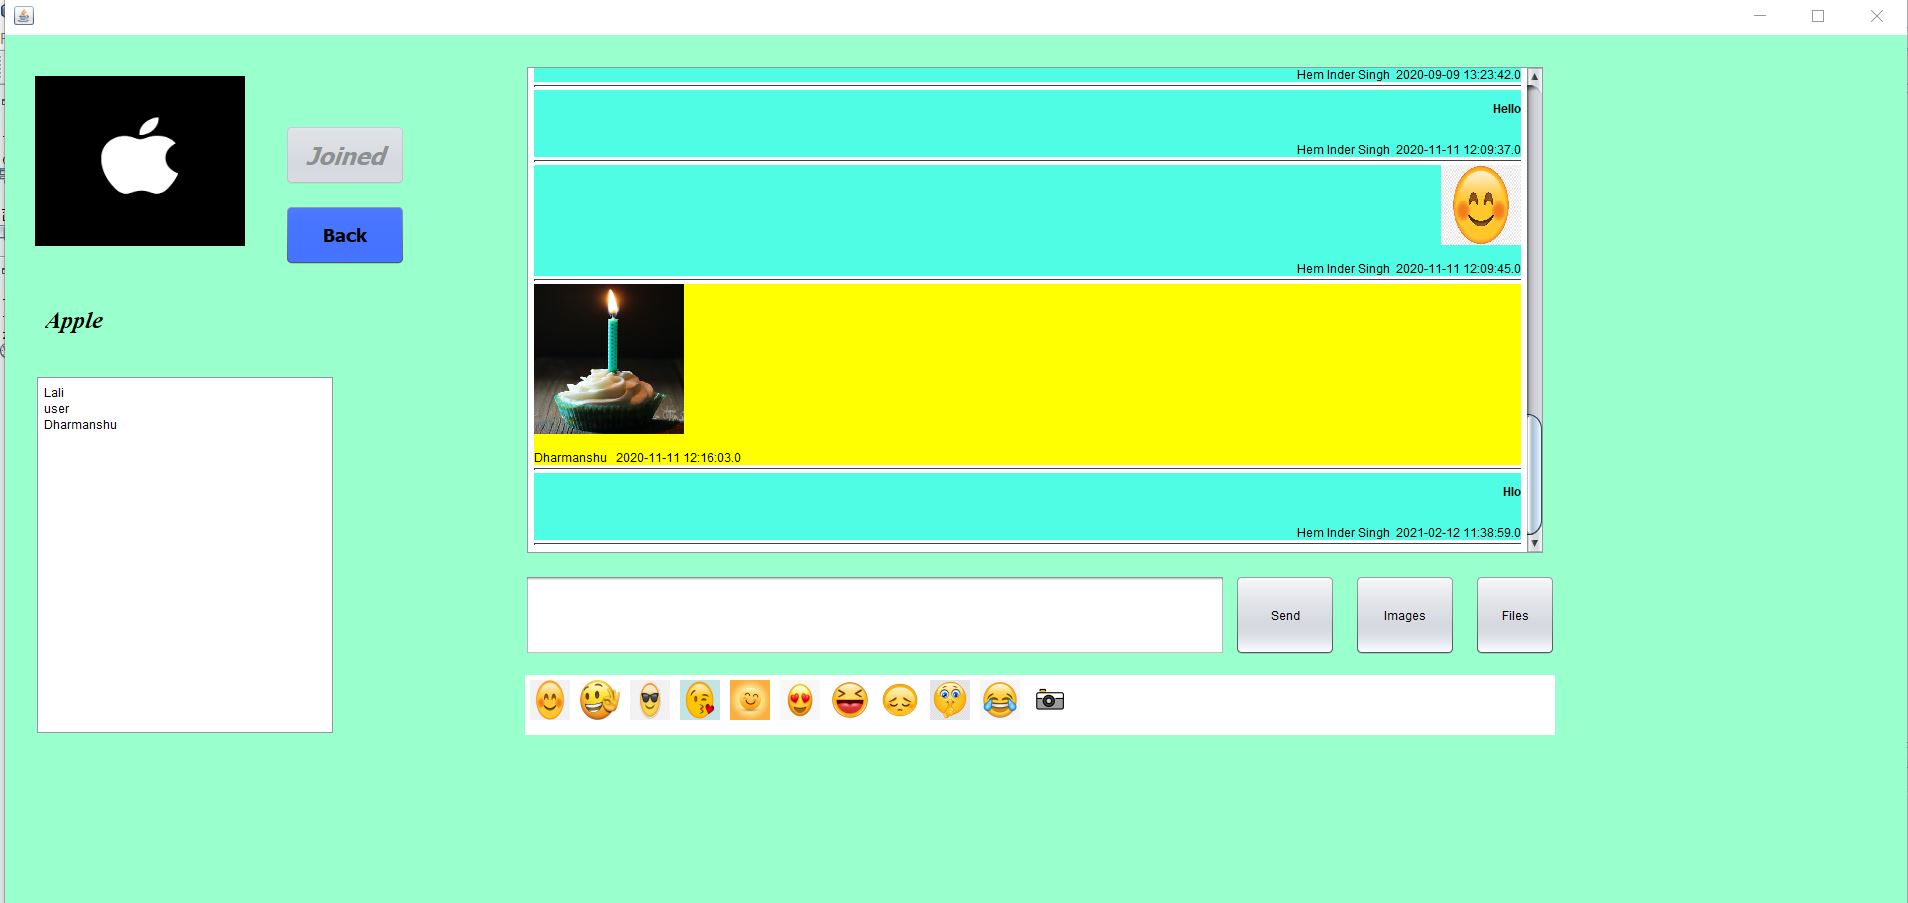 Joined
Back
Apple
Lali
user
Dharmanshu
Hem Inder Singh 2020-09-09 13:23:42.0
Hello
Hem Inder Singh 2020-11-11 12:09:37.0
Hem Inder Singh 2020-11-11 12:09:45.0
Dharmanshu 2020-11-11 12:16:03.0
Hlo
Hem Inder Singh 2021-02-12 11:38:59.0
Send Images Files